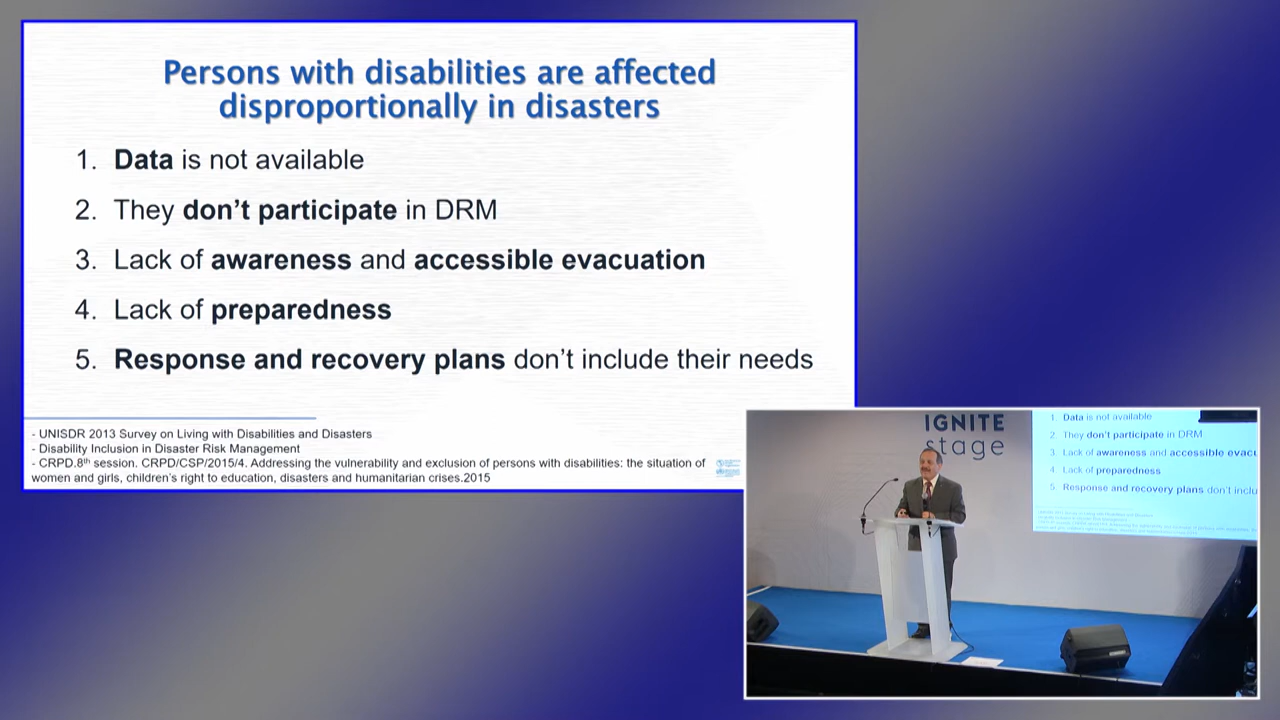 Persons with disabilities are affected
disproportionally in disasters
1. Data is not available
2. They don't participate in DRM
3. Lack of awareness and accessible evacuation
4. Lack of preparedness
5. Response and recovery plans don't include their needs
- UNISDR 2013 Survey on Living with Disabilities and Disasters
- Disability Inclusion in Disaster Risk Management
- CRPD.8th session. CRPD/CSP/2015/4. Addressing the vulnerability and exclusion of persons with disabilities: the situation of
women and girls, children's right to education, disasters and humanitarian crises.2015
IGNITE
stage
1. Data is not available
2. They don't participate in DRM
3. Lack of awareness and accessible evacu
4. Lack of preparedness
5. Response and recovery plans don't inclu